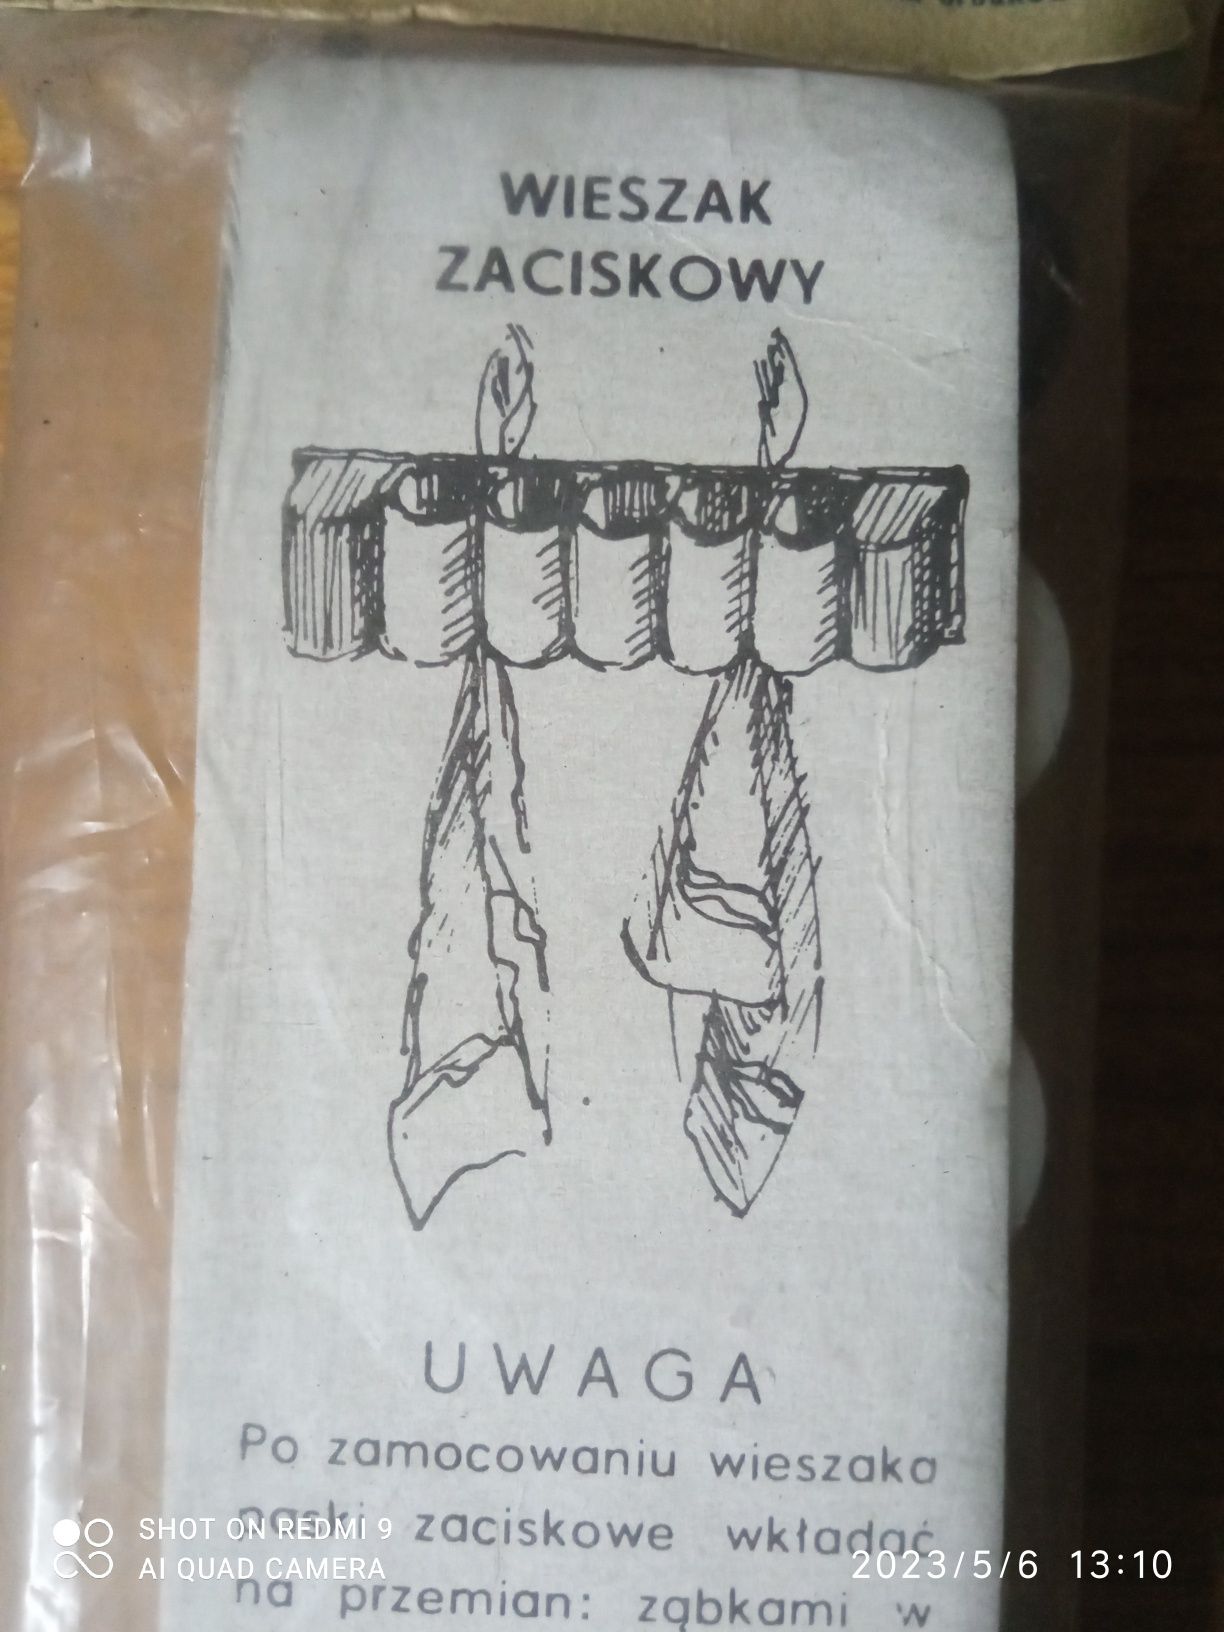 WIESZAK
ZACISKOWY
UWAGA
Po zamocowaniu wieszaka
paski zaciskowe wkładać
na przemian: ząbkami w
SHOT ON REDMI 9
AI QUAD CAMERA
2023/5/6 13:10